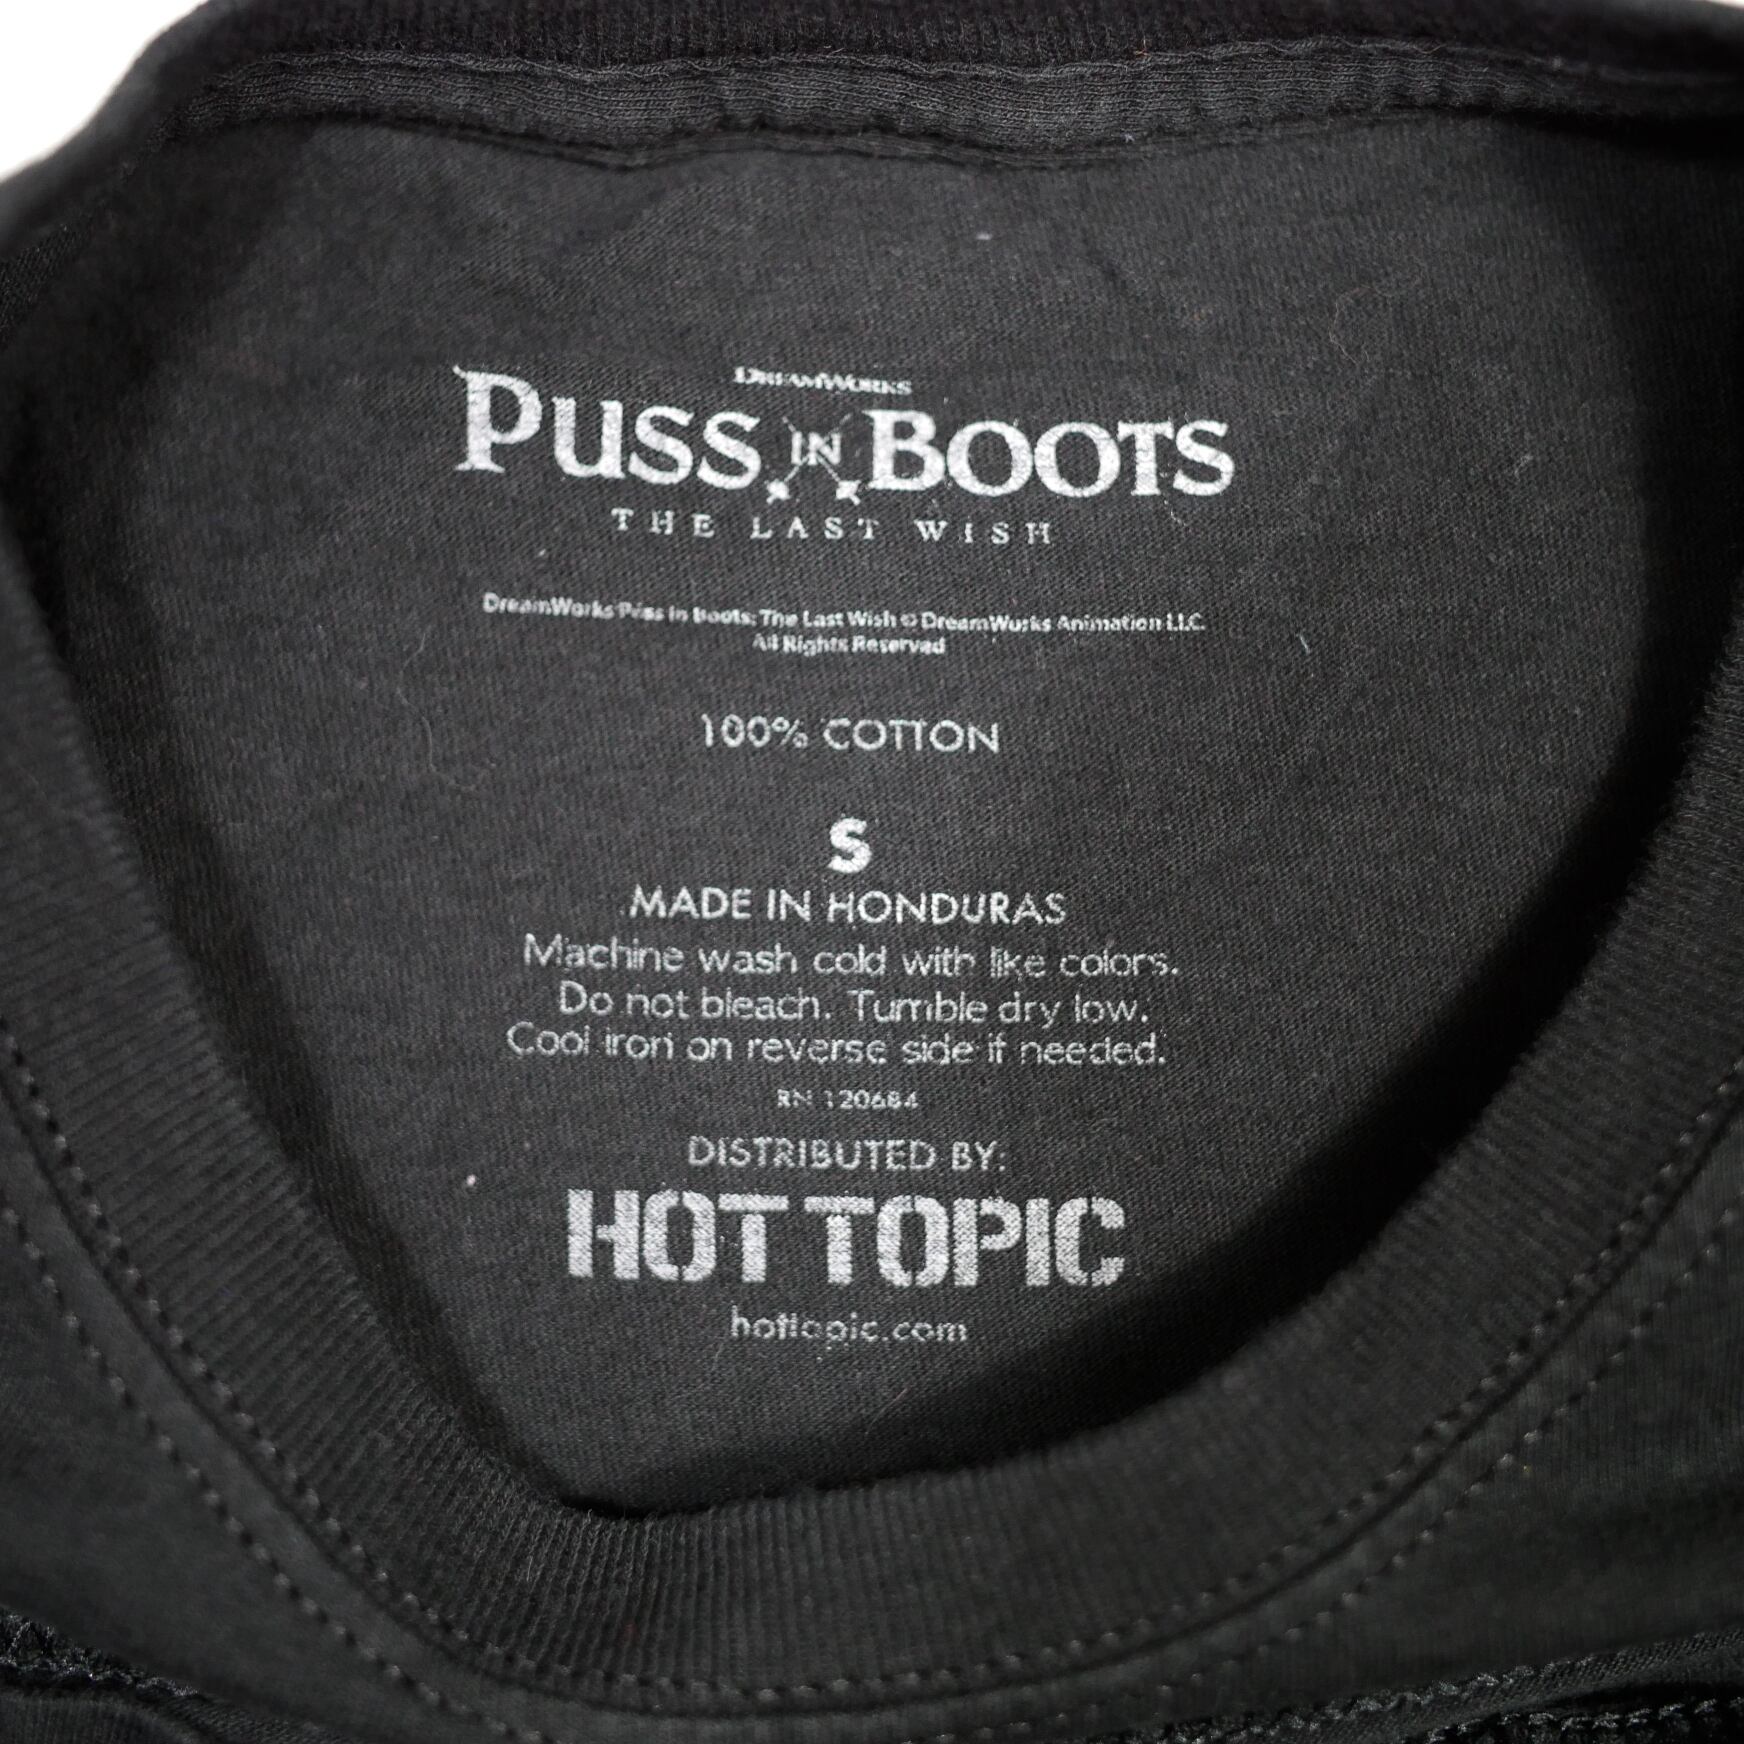 DREAMWORKS
PUSS IN BOOTS
THE LAST WISH
DreamWorks Puss In Boots: The Last Wish © DreamWorks Animation LLC.
All Rights Reserved
100% COTTON
S
MADE IN HONDURAS
Machine wash cold with like colors.
Do not bleach. Tumble dry low.
Cool iron on reverse side if needed.
RN 120684
DISTRIBUTED BY:
HOT TOPIC
hottopic.com